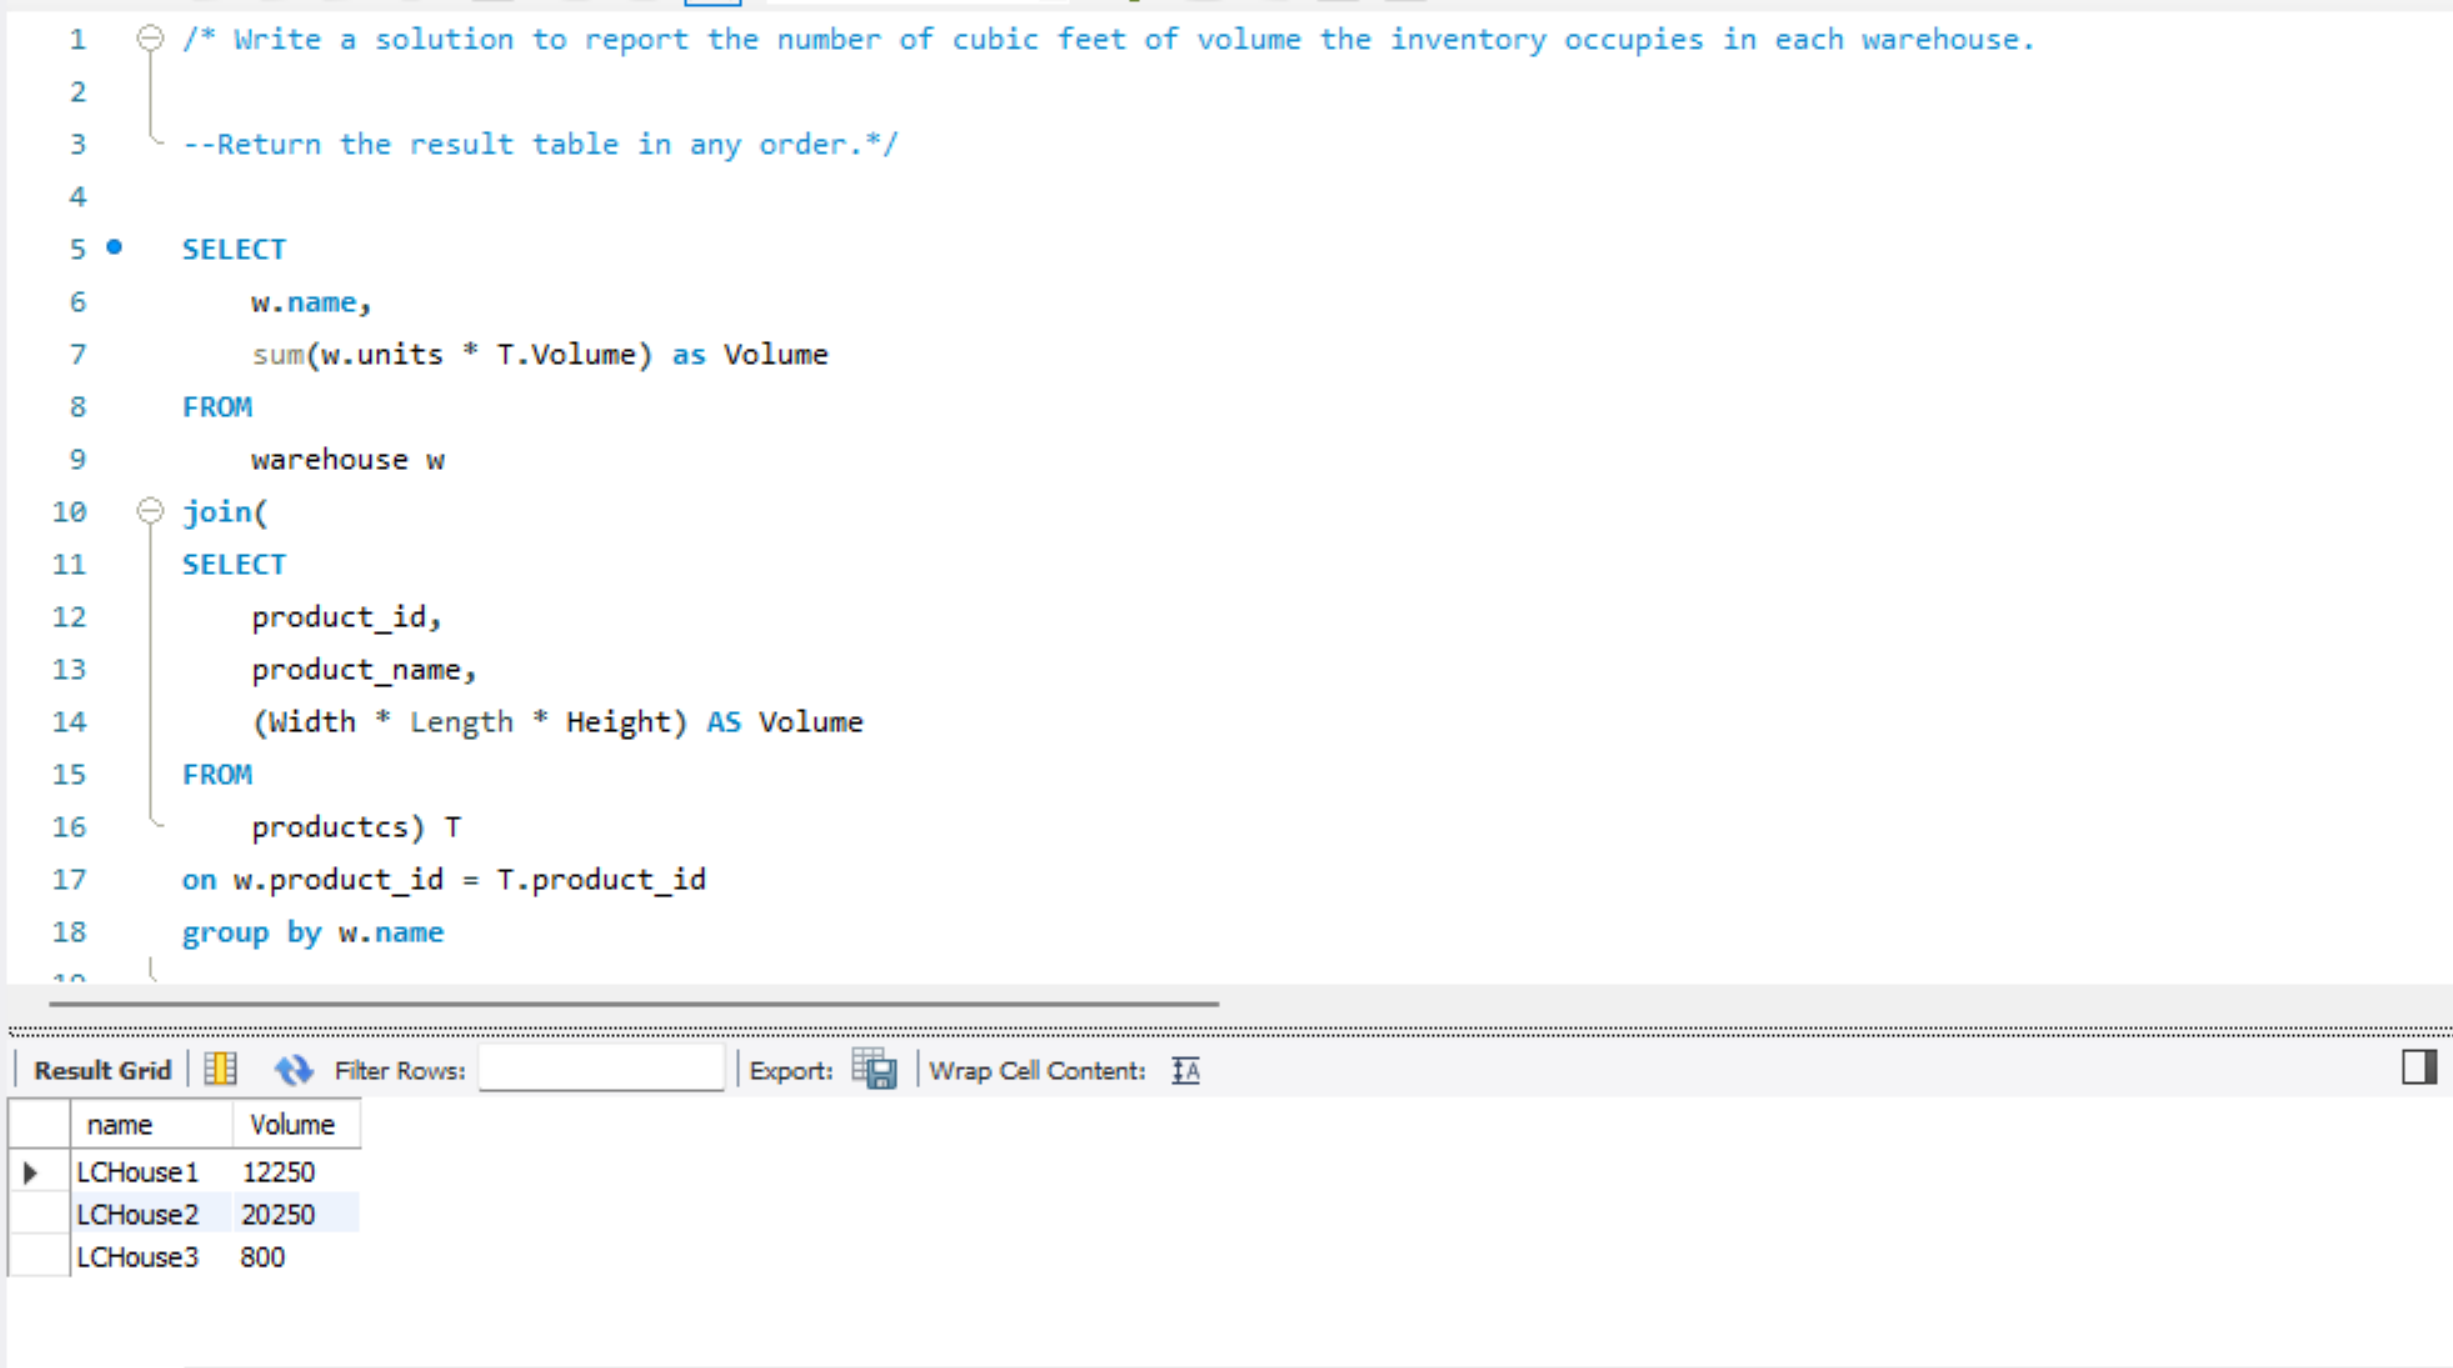 1 /* Write a solution to report the number of cubic feet of volume the inventory occupies in each warehouse.
2
3 --Return the result table in any order.*/
4
5 SELECT
6 w.name,
7 sum(w.units * T.Volume) as Volume
8 FROM
9 warehouse w
10 join(
11 SELECT
12 product_id,
13 product_name,
14 (Width * Length * Height) AS Volume
15 FROM
16 productcs) T
17 on w.product_id = T.product_id
18 group by w.name
Result Grid Filter Rows: Export: Wrap Cell Content:
name Volume
LCHouse1 12250
LCHouse2 20250
LCHouse3 800